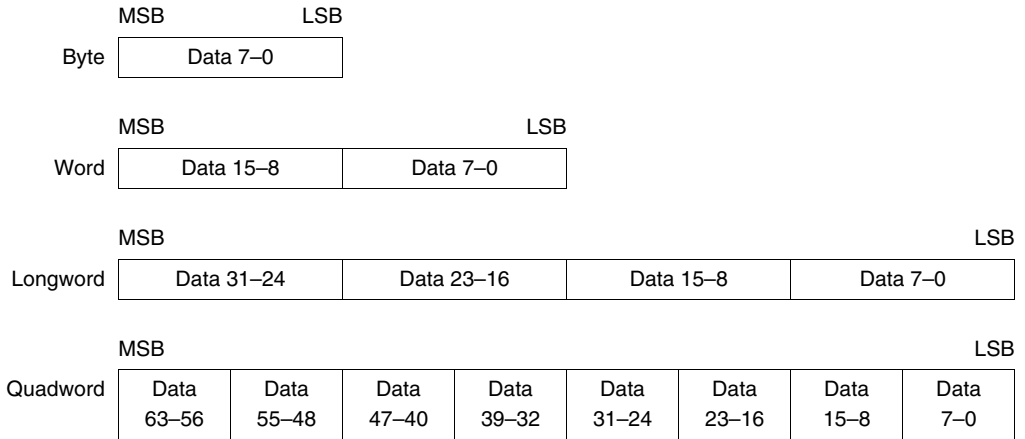 MSB LSB
Byte Data 7–0
MSB LSB
Word Data 15–8 Data 7–0
MSB LSB
Longword Data 31–24 Data 23–16 Data 15–8 Data 7–0
MSB LSB
Quadword Data Data Data Data Data Data Data Data
63–56 55–48 47–40 39–32 31–24 23–16 15–8 7–0